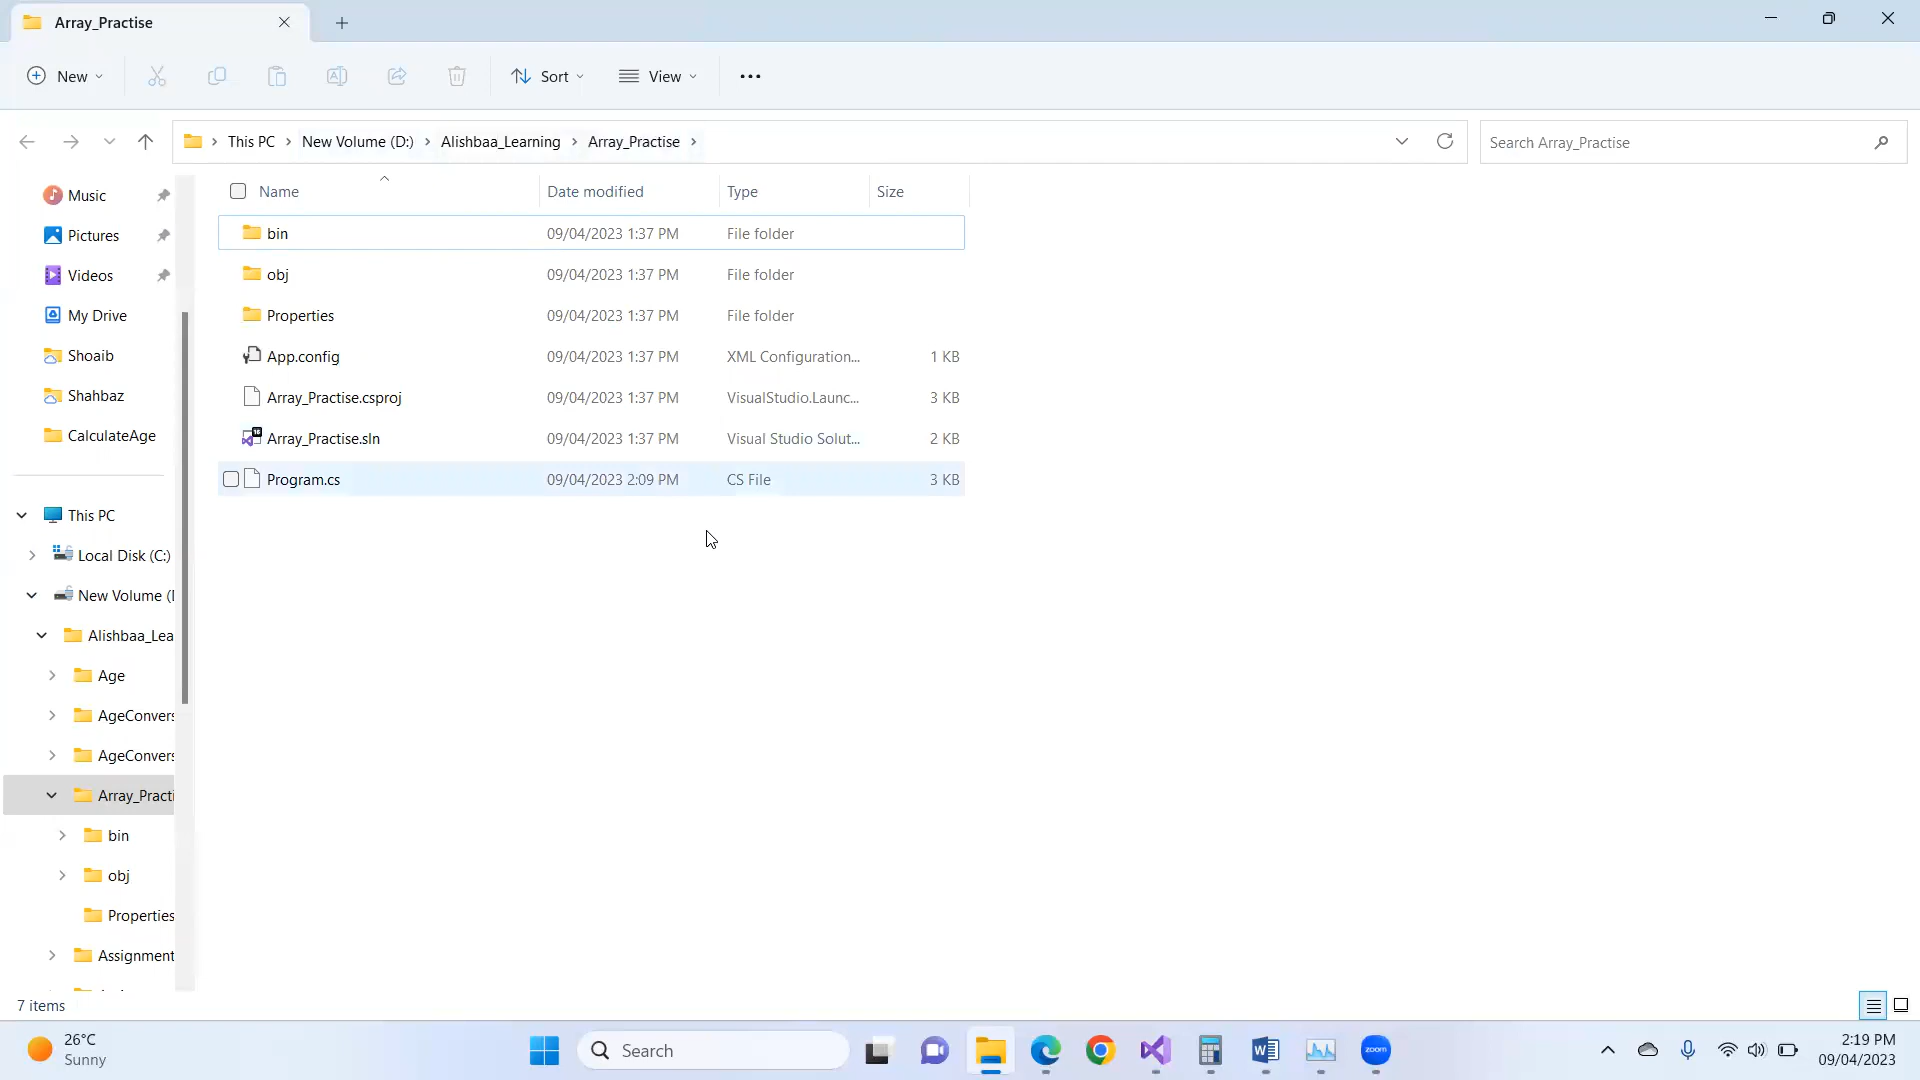 Array_Practise
New
Sort
View
This PC
New Volume (D:)
Alishbaa_Learning
Array_Practise
Search Array_Practise
Name Date modified Type Size
bin 09/04/2023 1:37 PM File folder
obj 09/04/2023 1:37 PM File folder
Properties 09/04/2023 1:37 PM File folder
App.config 09/04/2023 1:37 PM XML Configuration... 1 KB
Array_Practise.csproj 09/04/2023 1:37 PM VisualStudio.Launc... 3 KB
Array_Practise.sln 09/04/2023 1:37 PM Visual Studio Solut... 2 KB
Program.cs 09/04/2023 2:09 PM CS File 3 KB
Music
Pictures
Videos
My Drive
Shoaib
Shahbaz
CalculateAge
This PC
Local Disk (C:)
New Volume (
Alishbaa_Lea
Age
AgeConvers
AgeConvers
Array_Practi
bin
obj
Properties
Assignment
7 items
26°C
Sunny
Search
zoom
2:19 PM
09/04/2023